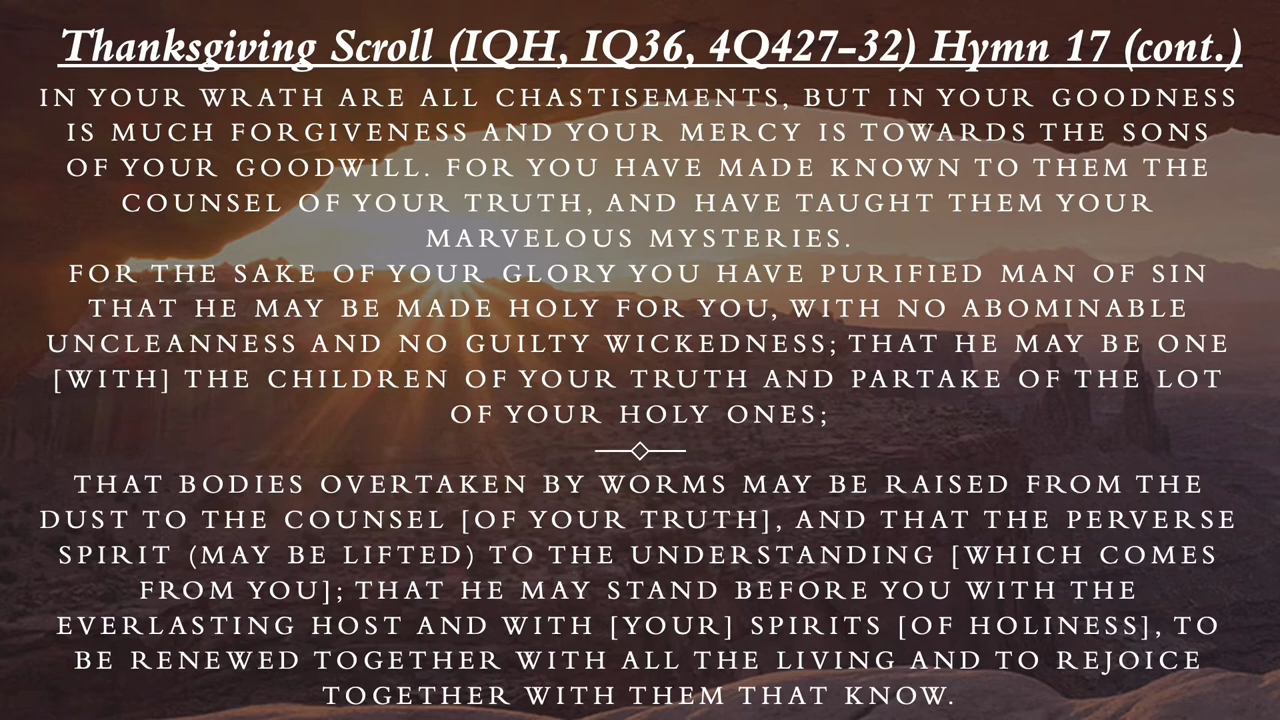 Thanksgiving Scroll (IQH, IQ36, 4Q427-32) Hymn 17 (cont.)
IN YOUR WRATH ARE ALL CHASTISEMENTS, BUT IN YOUR GOODNESS
IS MUCH FORGIVENESS AND YOUR MERCY IS TOWARDS THE SONS
OF YOUR GOODWILL. FOR YOU HAVE MADE KNOWN TO THEM THE
COUNSEL OF YOUR TRUTH, AND HAVE TAUGHT THEM YOUR
MARVELOUS MYSTERIES.
FOR THE SAKE OF YOUR GLORY YOU HAVE PURIFIED MAN OF SIN
THAT HE MAY BE MADE HOLY FOR YOU, WITH NO ABOMINABLE
UNCLEANNESS AND NO GUILTY WICKEDNESS; THAT HE MAY BE ONE
[WITH] THE CHILDREN OF YOUR TRUTH AND PARTAKE OF THE LOT
OF YOUR HOLY ONES;
THAT BODIES OVERTAKEN BY WORMS MAY BE RAISED FROM THE
DUST TO THE COUNSEL [OF YOUR TRUTH], AND THAT THE PERVERSE
SPIRIT (MAY BE LIFTED) TO THE UNDERSTANDING [WHICH COMES
FROM YOU]; THAT HE MAY STAND BEFORE YOU WITH THE
EVERLASTING HOST AND WITH [YOUR] SPIRITS [OF HOLINESS], TO
BE RENEWED TOGETHER WITH ALL THE LIVING AND TO REJOICE
TOGETHER WITH THEM THAT KNOW.